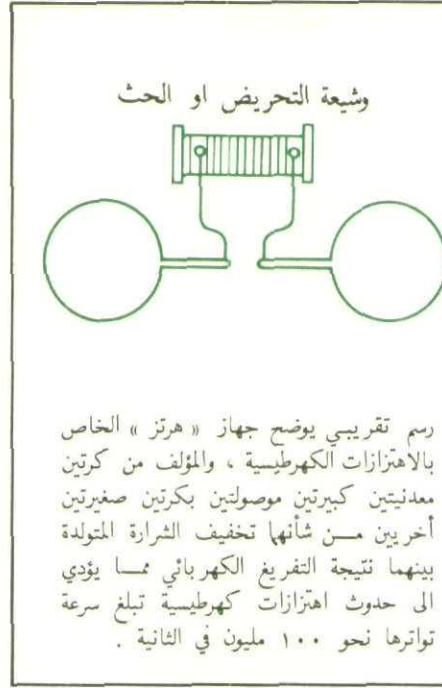 وشيعة التحريض او الحث
رسم تقريبي يوضح جهاز « هرتز » الخاص
بالاهتزازات الكهرطيسية ، والمؤلف من كرتين
معدنيتين كبيرتين موصولتين بكرتين صغيرتين
أخريين مـــن شأنهما تخفيف الشرارة المتولدة
بينهما نتيجة التفريغ الكهربائي ممـــا يؤدي
الى حدوث اهتزازات كهرطيسية تبلغ سرعة
تواترها نحو ١٠٠ مليون في الثانية .